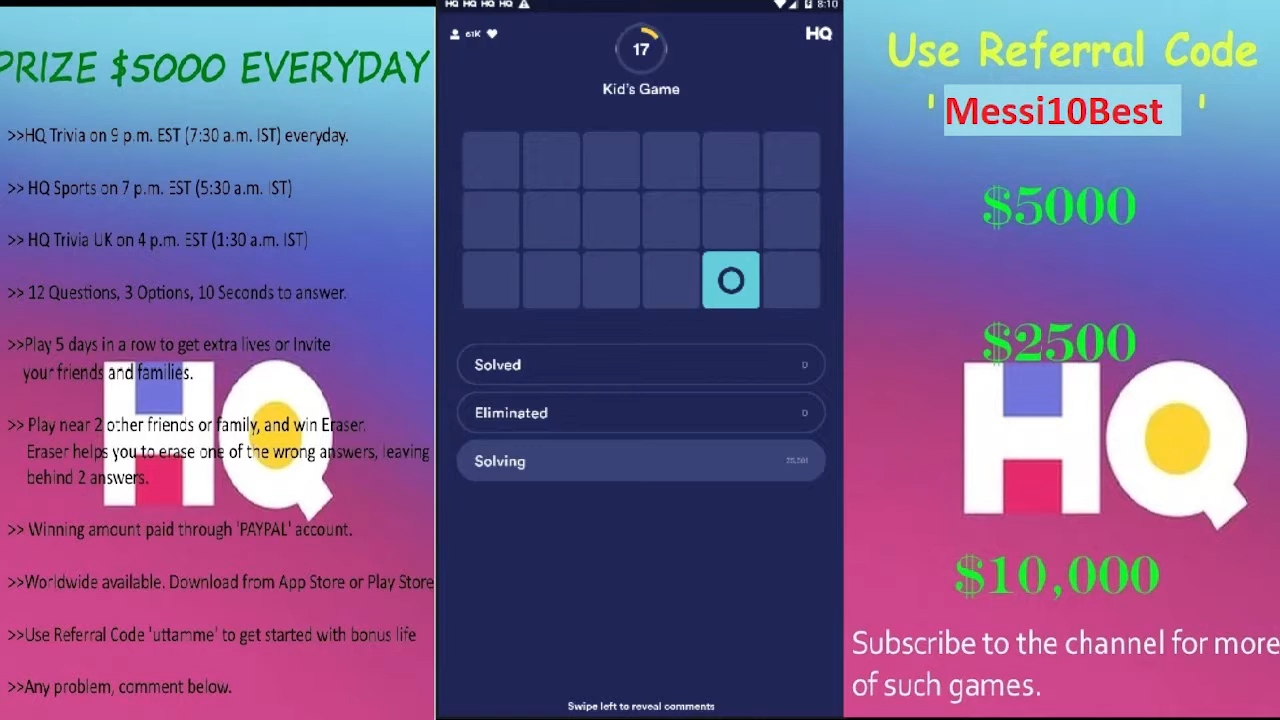 PRIZE $5000 EVERYDAY
>>HQ Trivia on 9 p.m. EST (7:30 a.m. IST) everyday.
>> HQ Sports on 7 p.m. EST (5:30 a.m. IST)
>> HQ Trivia UK on 4 p.m. EST (1:30 a.m. IST)
>> 12 Questions, 3 Options, 10 Seconds to answer.
>>Play 5 days in a row to get extra lives or Invite
your friends and families.
>> Play near 2 other friends or family, and win Eraser.
Eraser helps you to erase one of the wrong answers, leaving
behind 2 answers.
>> Winning amount paid through 'PAYPAL' account.
>>Worldwide available. Download from App Store or Play Store
>>Use Referral Code 'uttamme' to get started with bonus life
>>Any problem, comment below.
HQ
HQ HQ HQ HQ
8:10
61K
17
HQ
Kid's Game
O
Solved 0
Eliminated 0
Solving
Swipe left to reveal comments
Use Referral Code
' Messi10Best '
$5000
$2500
HQ
$10,000
Subscribe to the channel for more
of such games.